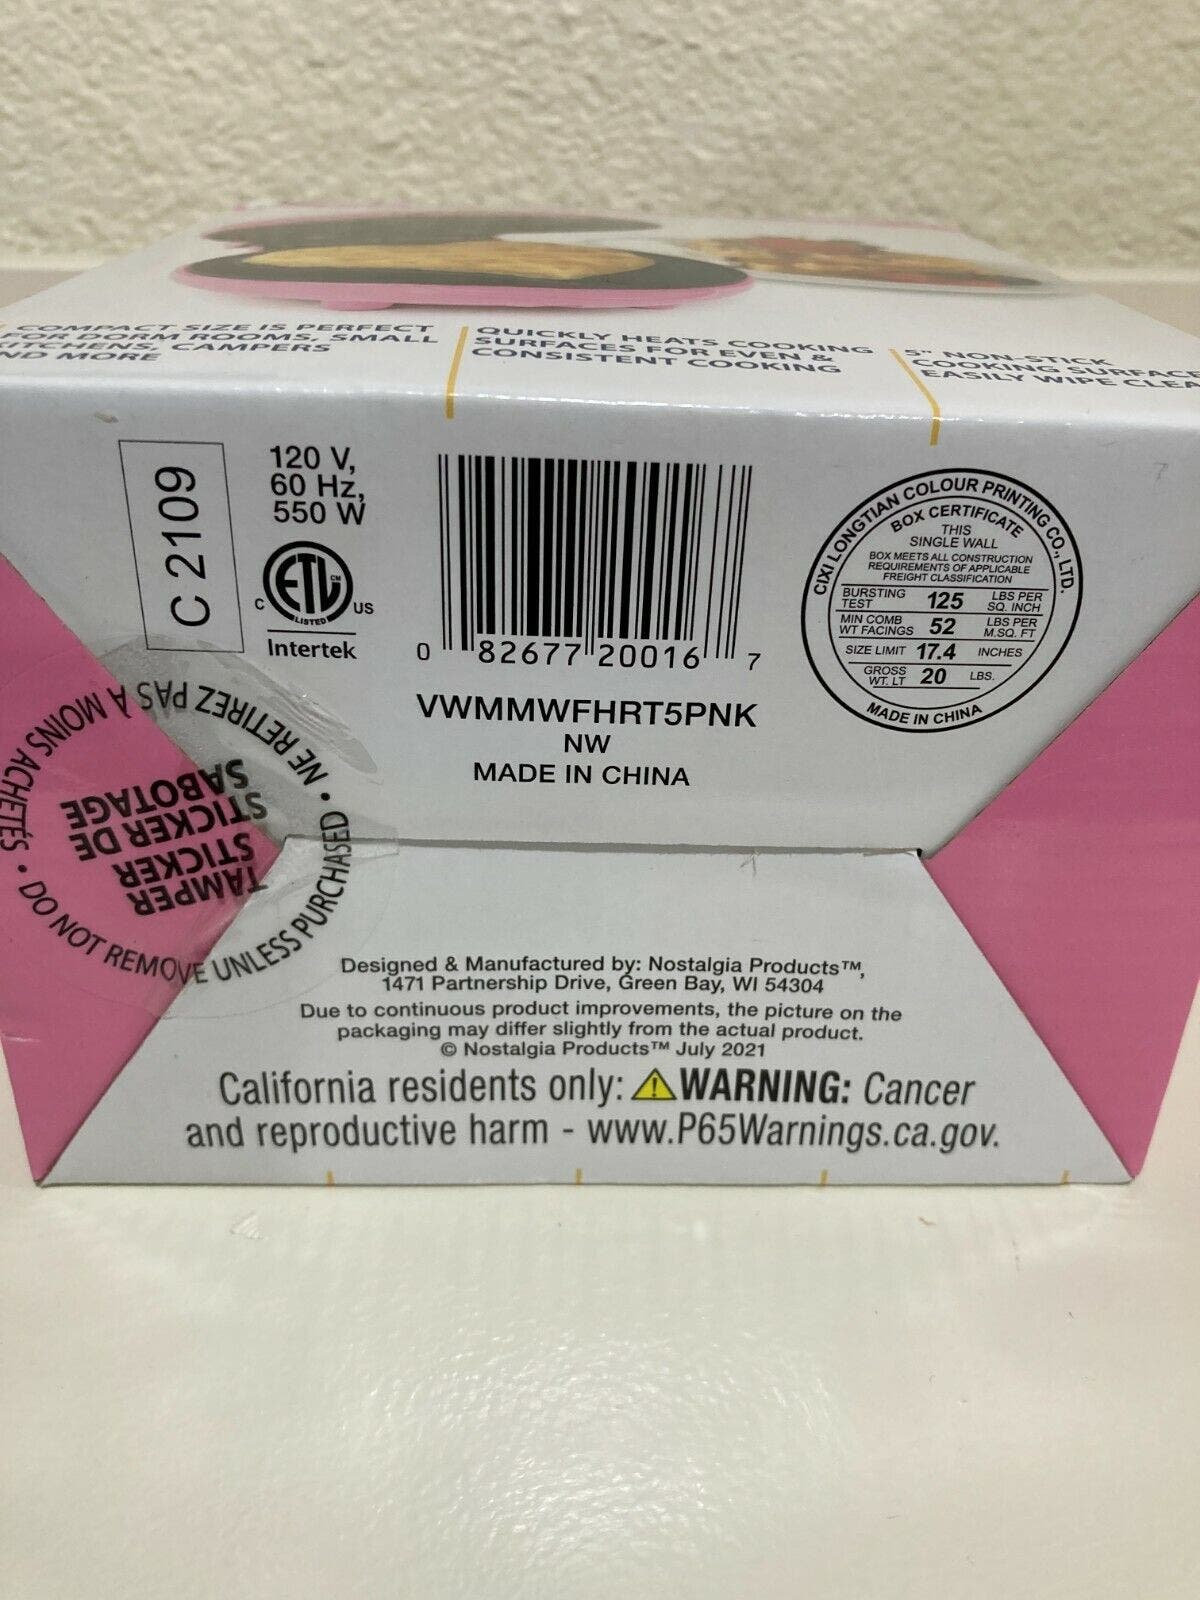 COMPACT SIZE IS PERFECT
FOR DORM ROOMS, SMALL
KITCHENS, CAMPERS
AND MORE
QUICKLY HEATS COOKING
SURFACES FOR EVEN &
CONSISTENT COOKING
5" NON-STICK
COOKING SURFACE
EASILY WIPE CLEA
C 2109
120 V,
60 Hz,
550 W
ETL
CM
LISTED
C
US
Intertek
0 82677 20016 7
VWMMWFHRT5PNK
NW
MADE IN CHINA
CIXI LONGTIAN COLOUR PRINTING CO., LTD.
BOX CERTIFICATE
THIS
SINGLE WALL
BOX MEETS ALL CONSTRUCTION
REQUIREMENTS OF APPLICABLE
FREIGHT CLASSIFICATION
BURSTING TEST 125 LBS PER SQ. INCH
MIN COMB WT FACINGS 52 LBS PER M.SQ. FT
SIZE LIMIT 17.4 INCHES
GROSS WT. LT 20 LBS.
MADE IN CHINA
TAMPER
STICKER
STICKER DE
SABOTAGE
DO NOT REMOVE UNLESS PURCHASED •
NE RETIREZ PAS À MOINS ACHETÉS •
Designed & Manufactured by: Nostalgia Products™,
1471 Partnership Drive, Green Bay, WI 54304
Due to continuous product improvements, the picture on the
packaging may differ slightly from the actual product.
© Nostalgia Products™ July 2021
California residents only: ⚠WARNING: Cancer
and reproductive harm - www.P65Warnings.ca.gov.